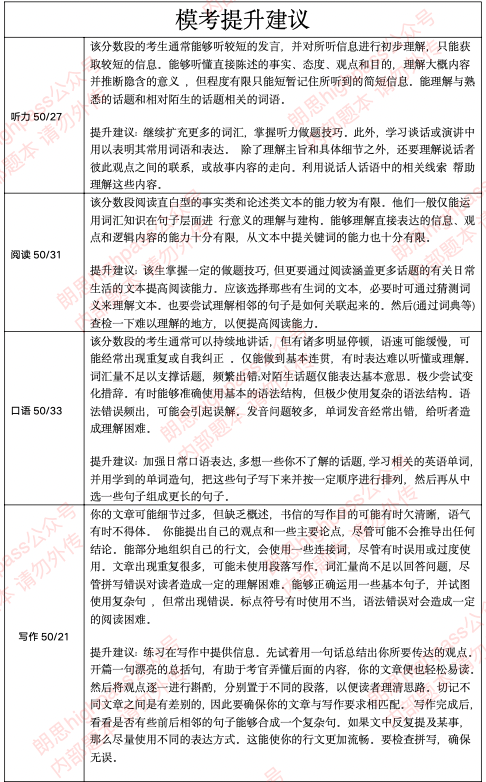 模考提升建议
听力 50/27
该分数段的考生通常能够听较短的发言，并对所听信息进行初步理解，只能获
取较短的信息。能够听懂直接陈述的事实、态度、观点和目的，理解大概内容
并推断隐含的意义 ，但程度有限只能短暂记住所听到的简短信息。能理解与熟
悉的话题和相对陌生的话题相关的词语。
提升建议：继续扩充更多的词汇，掌握听力做题技巧。此外，学习谈话或演讲中
用以表明其常用词语和表达。 除了理解主旨和具体细节之外，还要理解说话者
彼此观点之间的联系，或故事内容的走向。利用说话人话语中的相关线索 帮助
理解这些内容。
阅读 50/31
该分数段阅读直白型的事实类和论述类文本的能力较为有限。他们一般仅能运
用词汇知识在句子层面进 行意义的理解与建构。能够理解直接表达的信息、观
点和逻辑内容的能力十分有限，从文本中提关键词的能力也十分有限。
提升建议：该生掌握一定的做题技巧,但更要通过阅读涵盖更多话题的有关日常
生活的文本提高阅读能力。应该选择那些有生词的文本，必要时可通过猜测词
义来理解文本。也要尝试理解相邻的句子是如何关联起来的。然后(通过词典等)
查检一下难以理解的地方，以便提高阅读能力。
口语 50/33
该分数段的考生通常可以持续地讲话，但有诸多明显停顿，语速可能缓慢，可
能经常出现重复或自我纠正 。仅能做到基本连贯，有时表达难以听懂或理解。
词汇量不足以支撑话题，频繁出错;对陌生话题仅能表达基本意思。极少尝试变
化措辞。有时能够准确使用基本的语法结构，但极少使用复杂的语法结构。语
法错误频出，可能会引起误解。发音问题较多，单词发音经常出错，给听者造
成理解困难。
提升建议：加强日常口语表达,多想一些你不了解的话题,学习相关的英语单词,
并用学到的单词造句，把这些句子写下来并按一定顺序进行排列，然后再从中
选一些句子组成更长的句子。
写作 50/21
你的文章可能细节过多，但缺乏概述，书信的写作目的可能有时欠清晰，语气
有时不得体。 你能提出自己的观点和一些主要论点，尽管可能不会推导出任何
结论。能部分地组织自己的行文，会使用一些连接词，尽管有时误用或过度使
用。文章出现重复很多，可能未使用段落写作。词汇量尚不足以回答问题，尽
管拼写错误对读者造成一定的理解困难。能够正确运用一些基本句子，并试图
使用复杂句 ，但常出现错误。标点符号有时使用不当，语法错误对会造成一定
的阅读困难。
提升建议：练习在写作中提供信息。先试着用一句话总结出你所要传达的观点。
开篇一句漂亮的总括句，有助于考官弄懂后面的内容，你的文章便也轻松易读。
然后将观点逐一进行斟酌，分别置于不同的段落，以便读者理清思路。切记不
同文章之间是有差别的，因此要确保你的文章与写作要求相匹配。 写作完成后，
看看是否有些前后相邻的句子能够合成一个复杂句。如果文中反复提及某事，
那么尽量使用不同的表达方式。这能使你的行文更加流畅。要检查拼写，确保
无误。
朗思highpass公众号
内部题本 请勿外传